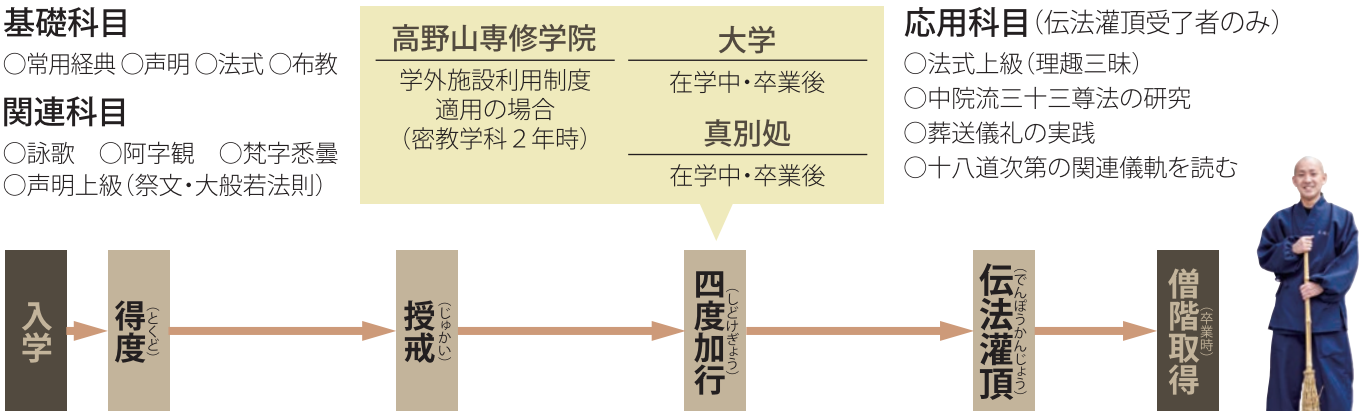 基礎科目
○常用経典 ○声明 ○法式 ○布教
関連科目
○詠歌 ○阿字観 ○梵字悉曇
○声明上級（祭文・大般若法則）
高野山専修学院
学外施設利用制度
適用の場合
（密教学科２年時）
大学
在学中・卒業後
真別処
在学中・卒業後
応用科目（伝法灌頂受了者のみ）
○法式上級（理趣三昧）
○中院流三十三尊法の研究
○葬送儀礼の実践
○十八道次第の関連儀軌を読む
入学
得度（とくど）
授戒（じゅかい）
四度加行（しどけぎょう）
伝法灌頂（でんぽうかんじょう）
僧階取得（卒業時）